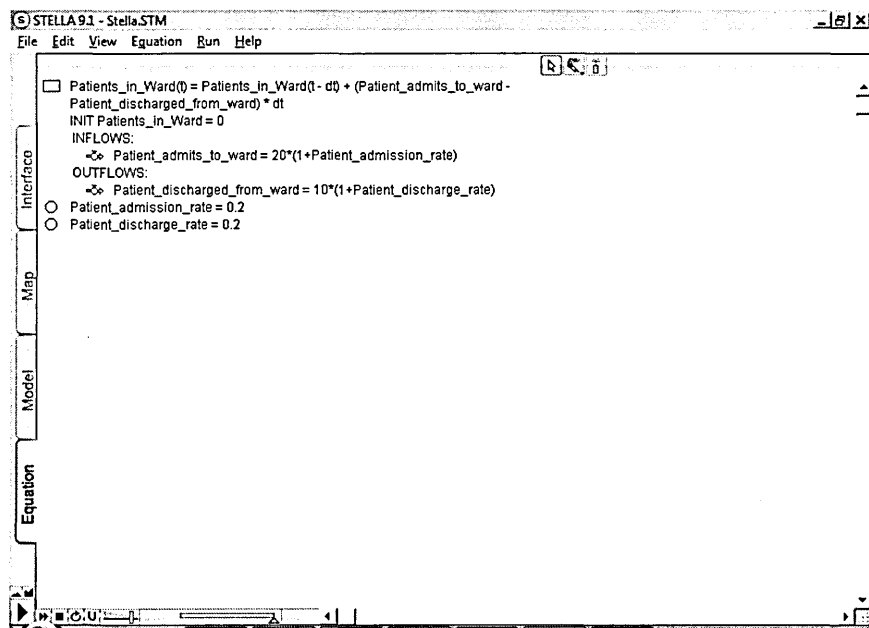 STELLA 9.1 - Stella.STM
File Edit View Equation Run Help
Patients_in_Ward(t) = Patients_in_Ward(t - dt) + (Patient_admits_to_ward -
Patient_discharged_from_ward) * dt
INIT Patients_in_Ward = 0
INFLOWS:
Patient_admits_to_ward = 20*(1+Patient_admission_rate)
OUTFLOWS:
Patient_discharged_from_ward = 10*(1+Patient_discharge_rate)
Patient_admission_rate = 0.2
Patient_discharge_rate = 0.2
Interface
Map
Model
Equation
U